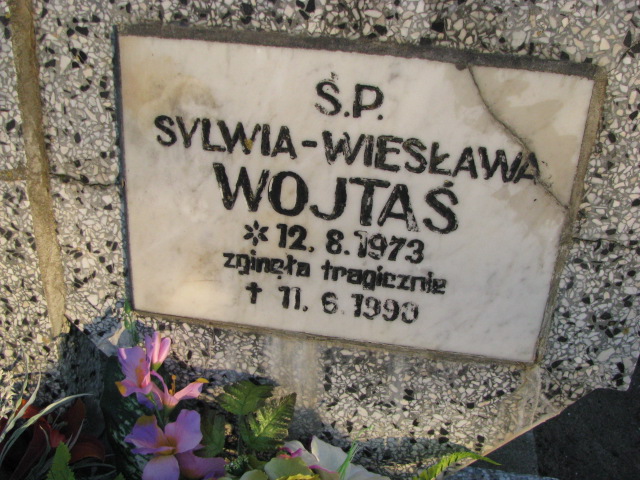 Ś.P.
SYLWIA-WIESŁAWA
WOJTAŚ
* 12. 8. 1973
zginęła tragicznie
† 11. 6. 1990